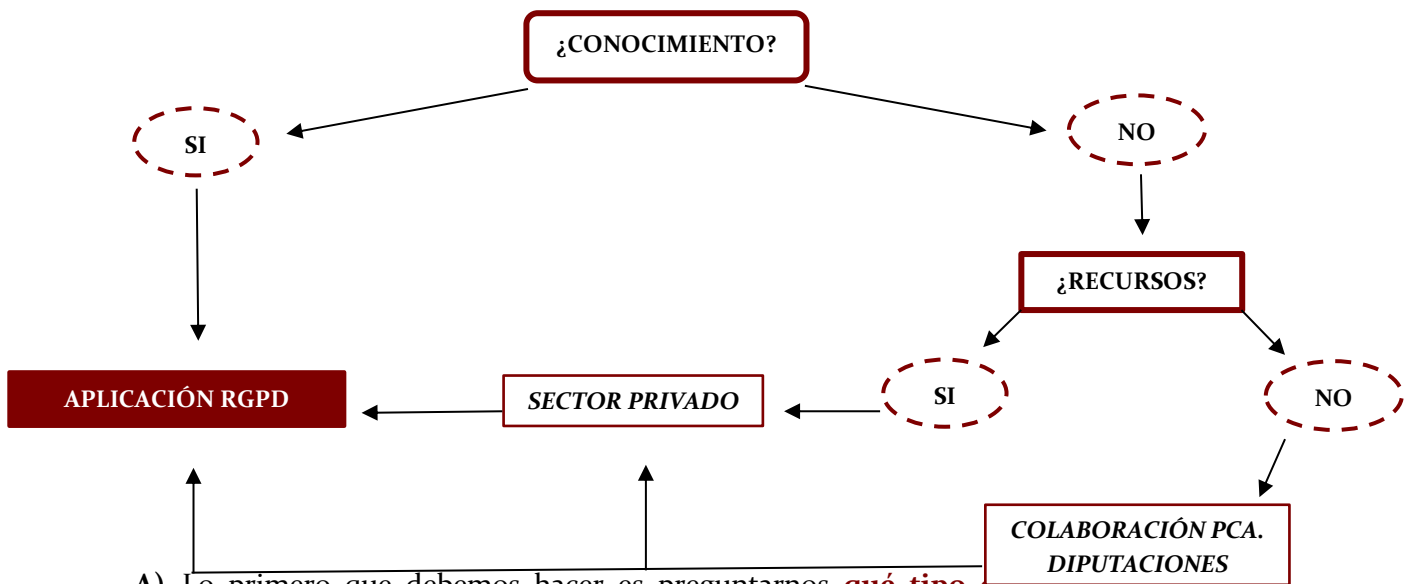 ¿CONOCIMIENTO?
SI
NO
¿RECURSOS?
APLICACIÓN RGPD
SECTOR PRIVADO
SI
NO
COLABORACIÓN PCA.
DIPUTACIONES
A) Lo primero que debemos hacer es preguntarnos qué tipo